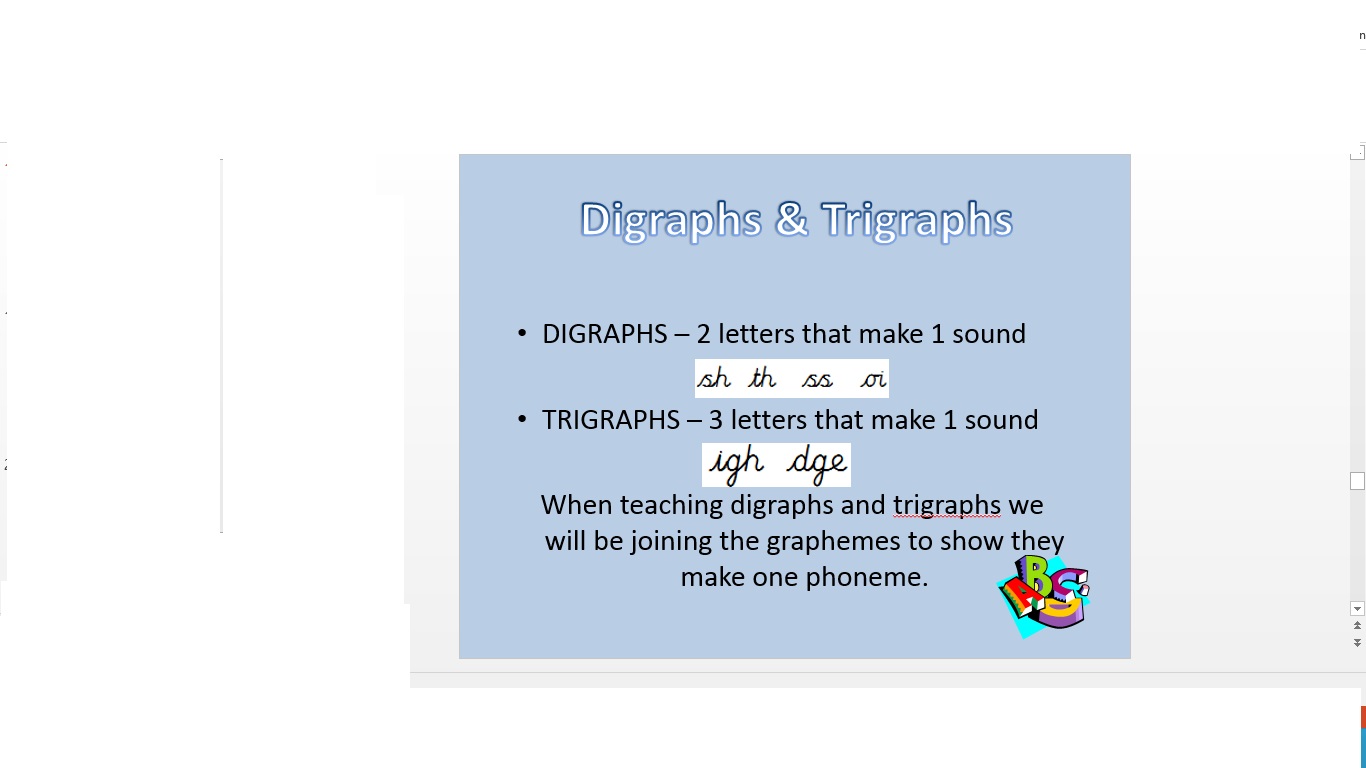 n
Digraphs & Trigraphs
• DIGRAPHS – 2 letters that make 1 sound
sh th ss oi
• TRIGRAPHS – 3 letters that make 1 sound
igh dge
When teaching digraphs and trigraphs we
will be joining the graphemes to show they
make one phoneme.
A B C D